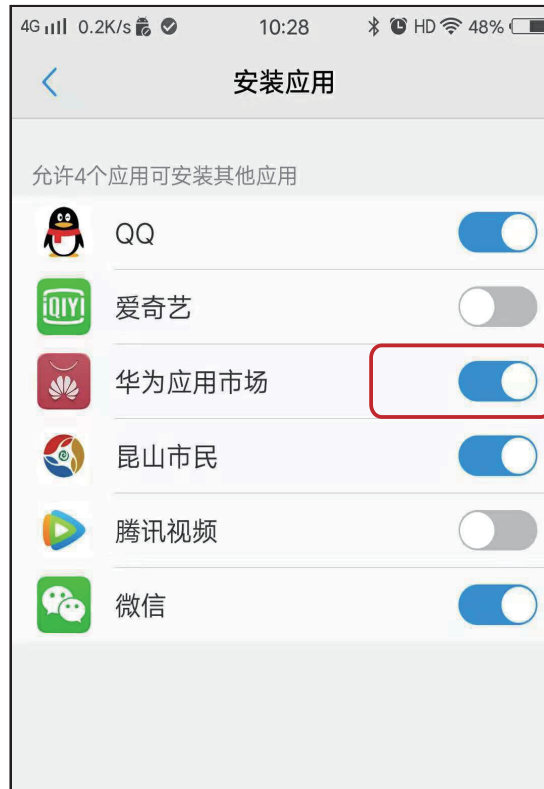 4G 0.2K/s 10:28 HD 48%
安装应用
允许4个应用可安装其他应用
QQ
iQIYI 爱奇艺
华为应用市场
昆山市民
腾讯视频
微信